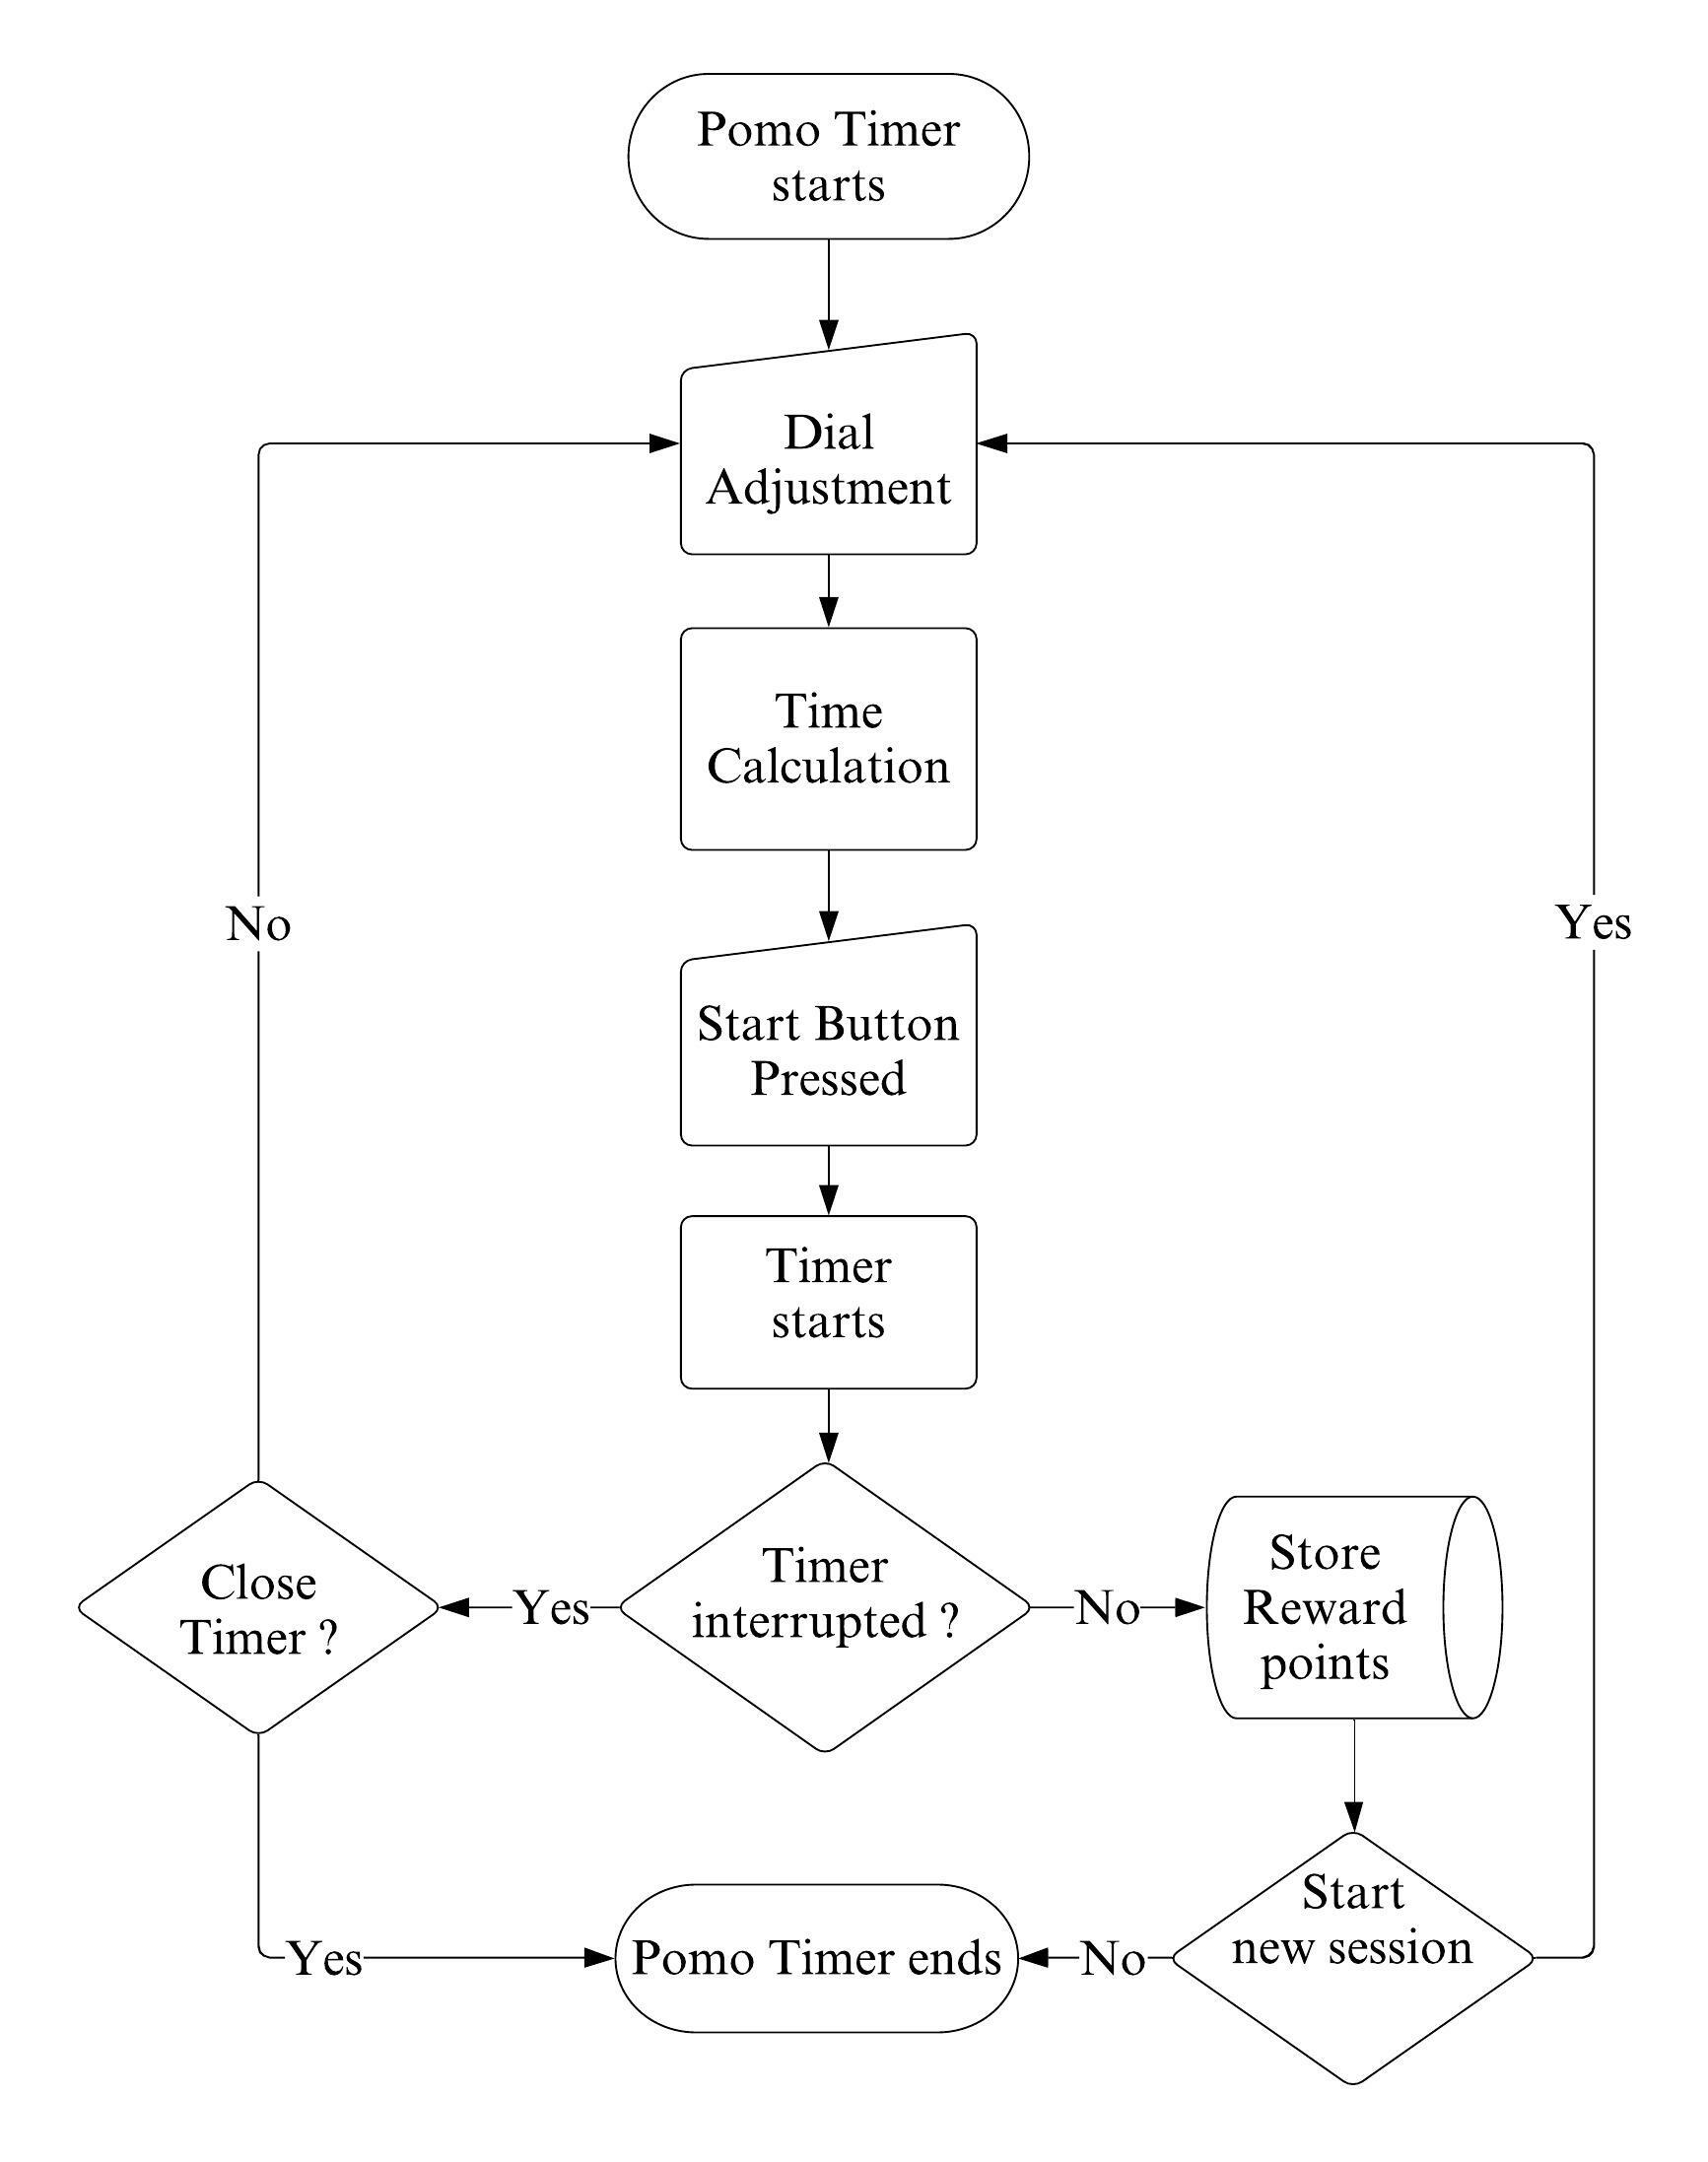 Pomo Timer
starts
Dial
Adjustment
Time
Calculation
No
Yes
Start Button
Pressed
Timer
starts
Close
Timer ?
Yes
Timer
interrupted ?
No
Store
Reward
points
Start
new session
Yes
Pomo Timer ends
No